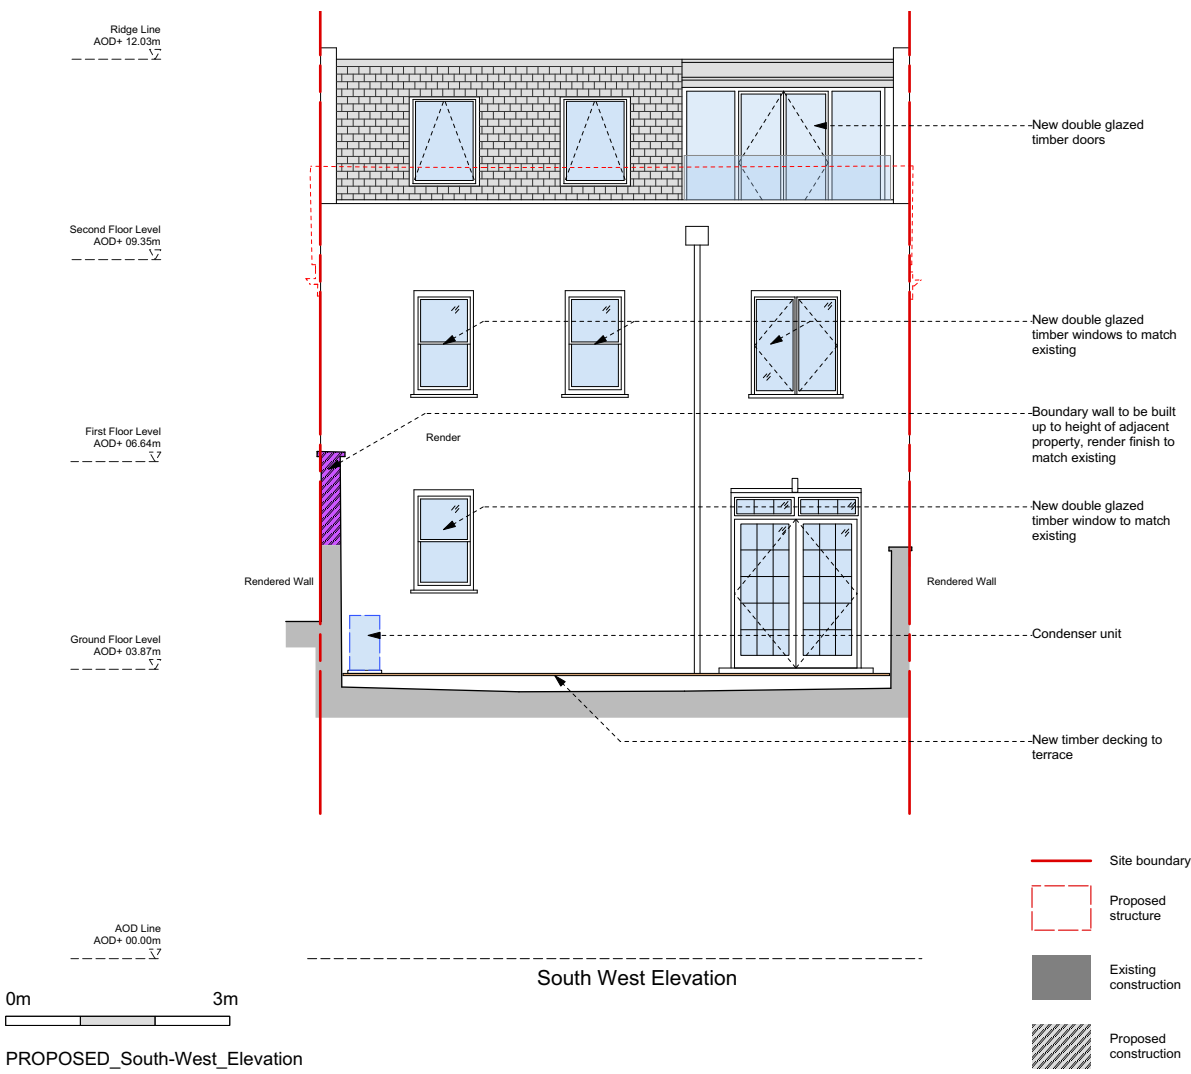 Ridge Line
AOD+ 12.03m
New double glazed
timber doors
Second Floor Level
AOD+ 09.35m
New double glazed
timber windows to match
existing
First Floor Level
AOD+ 06.64m
Render
Boundary wall to be built
up to height of adjacent
property, render finish to
match existing
New double glazed
timber window to match
existing
Rendered Wall
Rendered Wall
Ground Floor Level
AOD+ 03.87m
Condenser unit
New timber decking to
terrace
Site boundary
Proposed
structure
AOD Line
AOD+ 00.00m
South West Elevation
Existing
construction
0m
3m
Proposed
construction
PROPOSED_South-West_Elevation